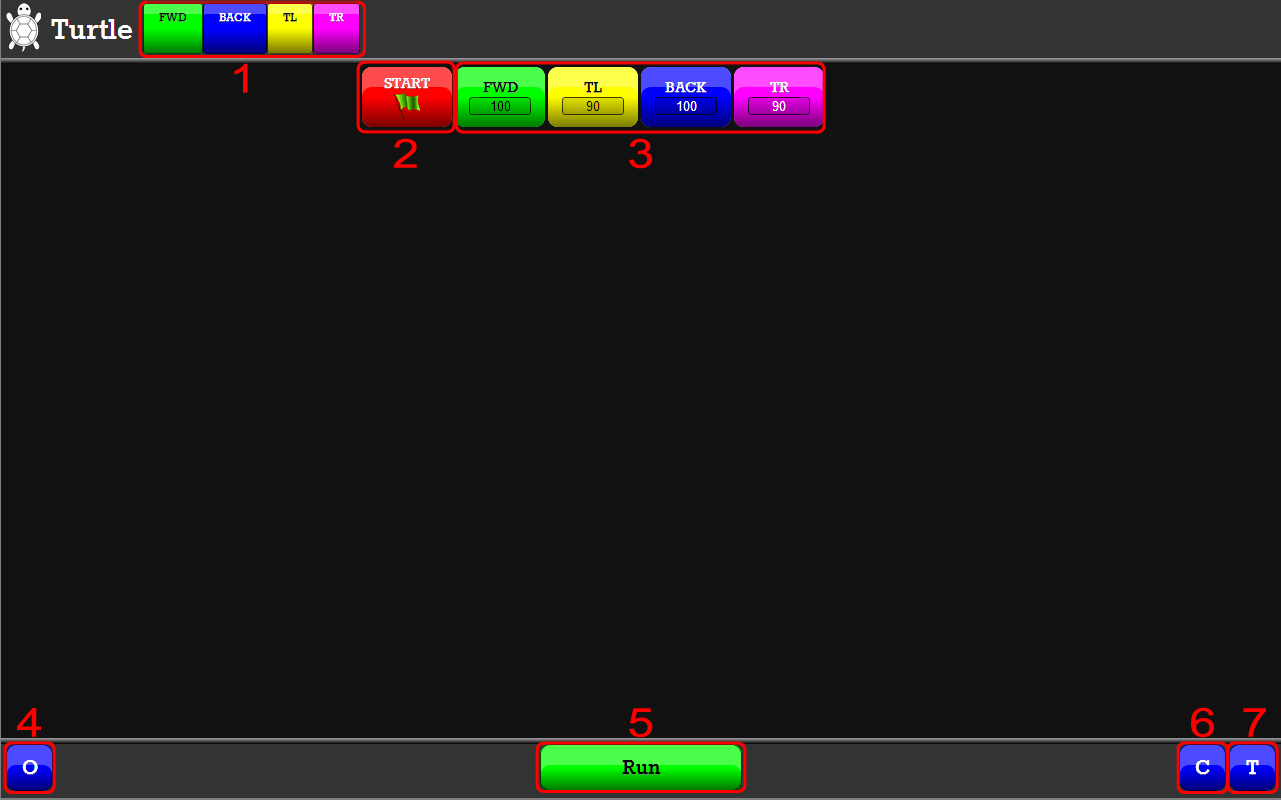 Turtle FWD BACK TL TR
1
START FWD TL BACK TR
100 90 100 90
2 3
4 5 6 7
O Run C T